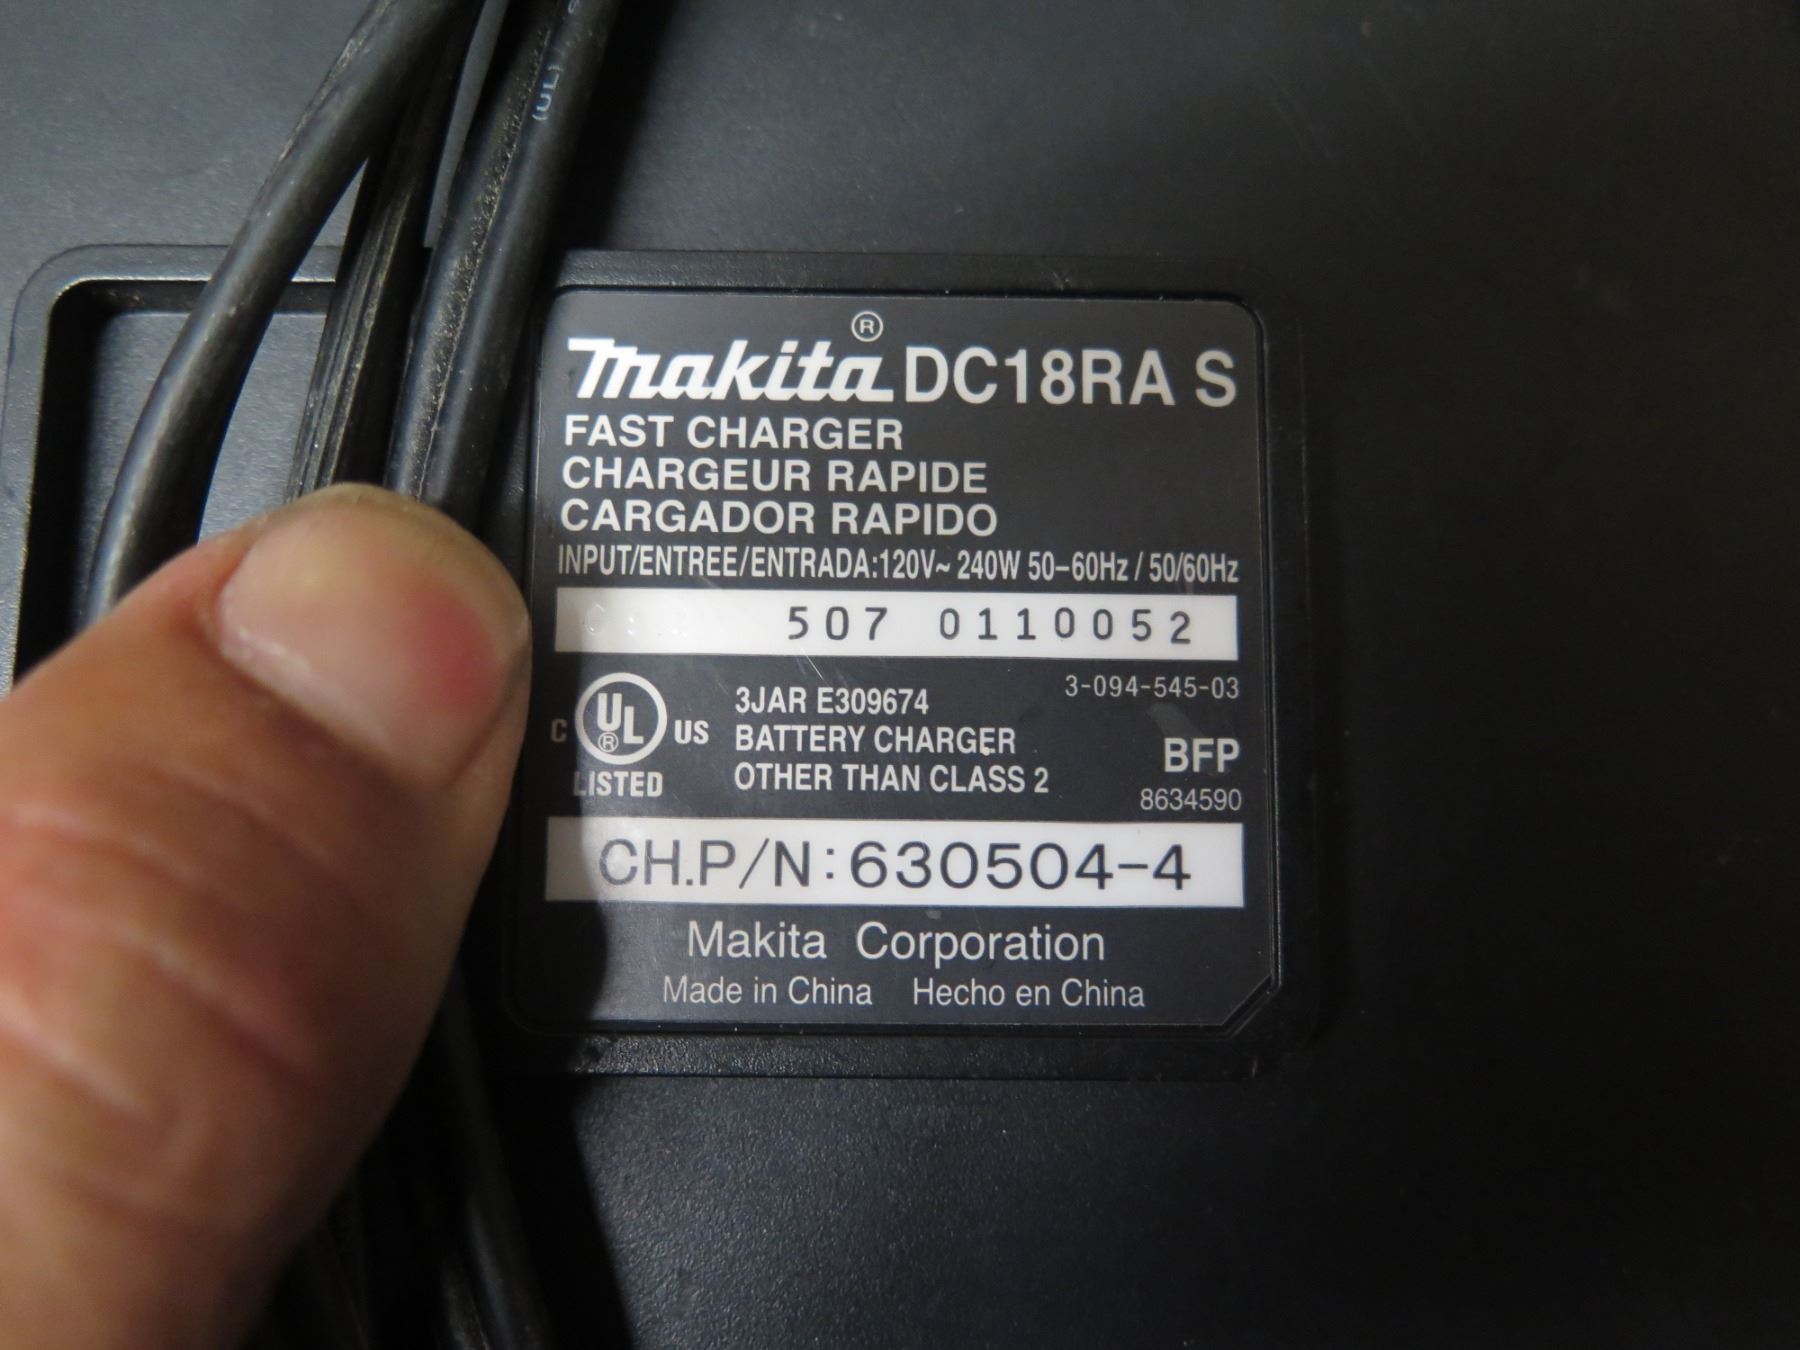 (UL)
makita® DC18RA S
FAST CHARGER
CHARGEUR RAPIDE
CARGADOR RAPIDO
INPUT/ENTREE/ENTRADA:120V~ 240W 50-60Hz / 50/60Hz
507 0110052
3-094-545-03
C UL® US LISTED
3JAR E309674
BATTERY CHARGER
OTHER THAN CLASS 2
BFP
8634590
CH.P/N:630504-4
Makita Corporation
Made in China Hecho en China